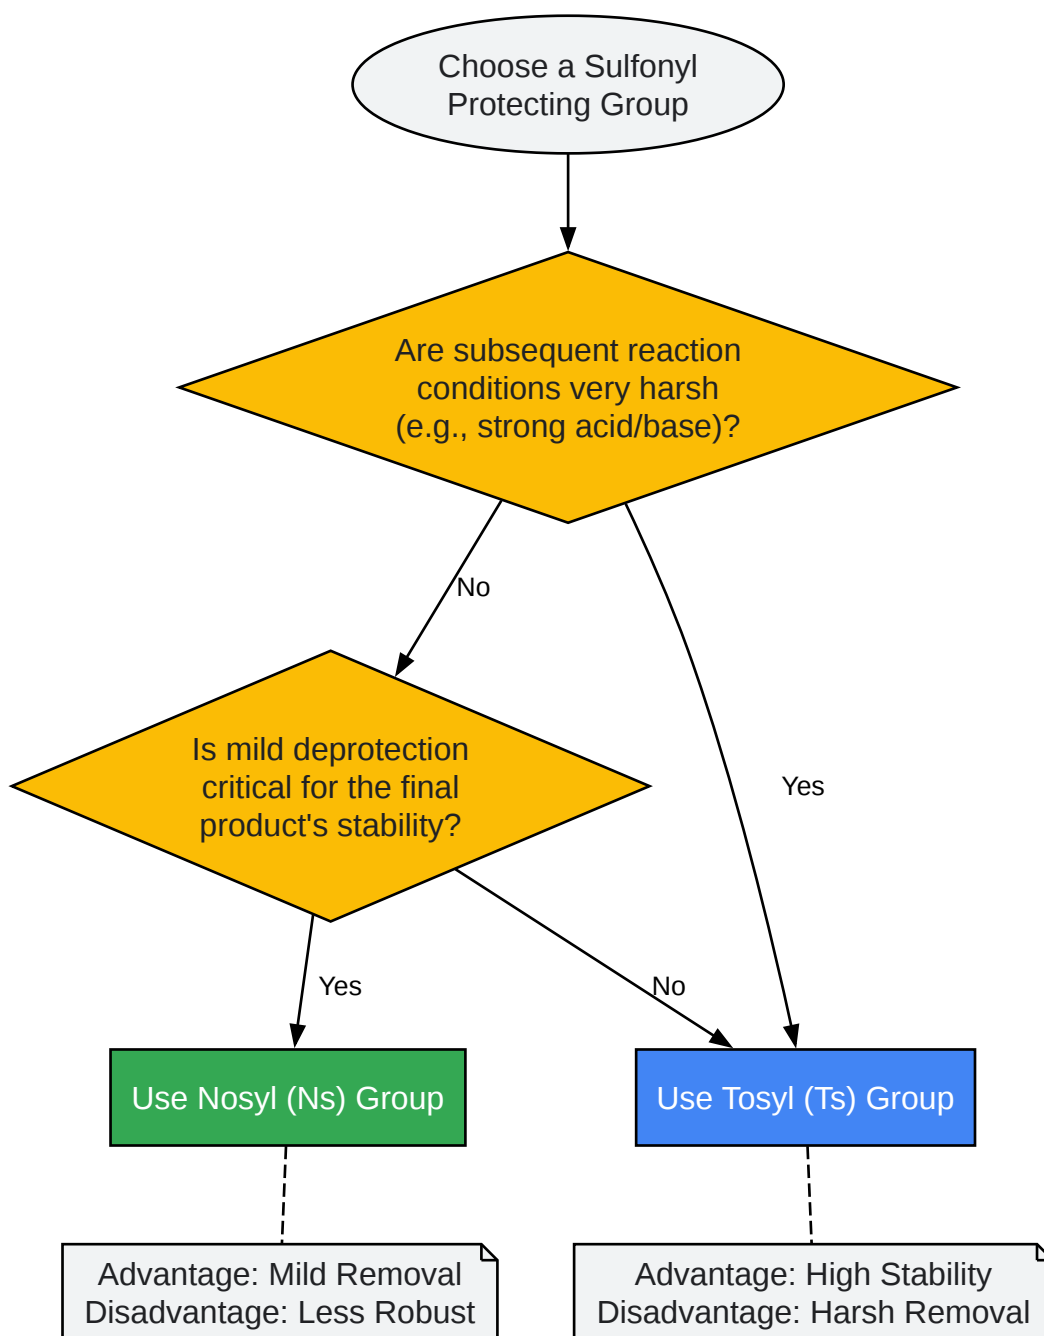 Choose a Sulfonyl
Protecting Group
Are subsequent reaction
conditions very harsh
(e.g., strong acid/base)?
No
Yes
Is mild deprotection
critical for the final
product's stability?
Yes
No
Use Nosyl (Ns) Group
Use Tosyl (Ts) Group
Advantage: Mild Removal
Disadvantage: Less Robust
Advantage: High Stability
Disadvantage: Harsh Removal